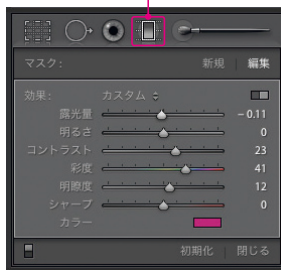 マスク: 新規 編集
効果: カスタム
露光量 - 0.11
明るさ 0
コントラスト 23
彩度 41
明瞭度 12
シャープ 0
カラー
初期化 閉じる